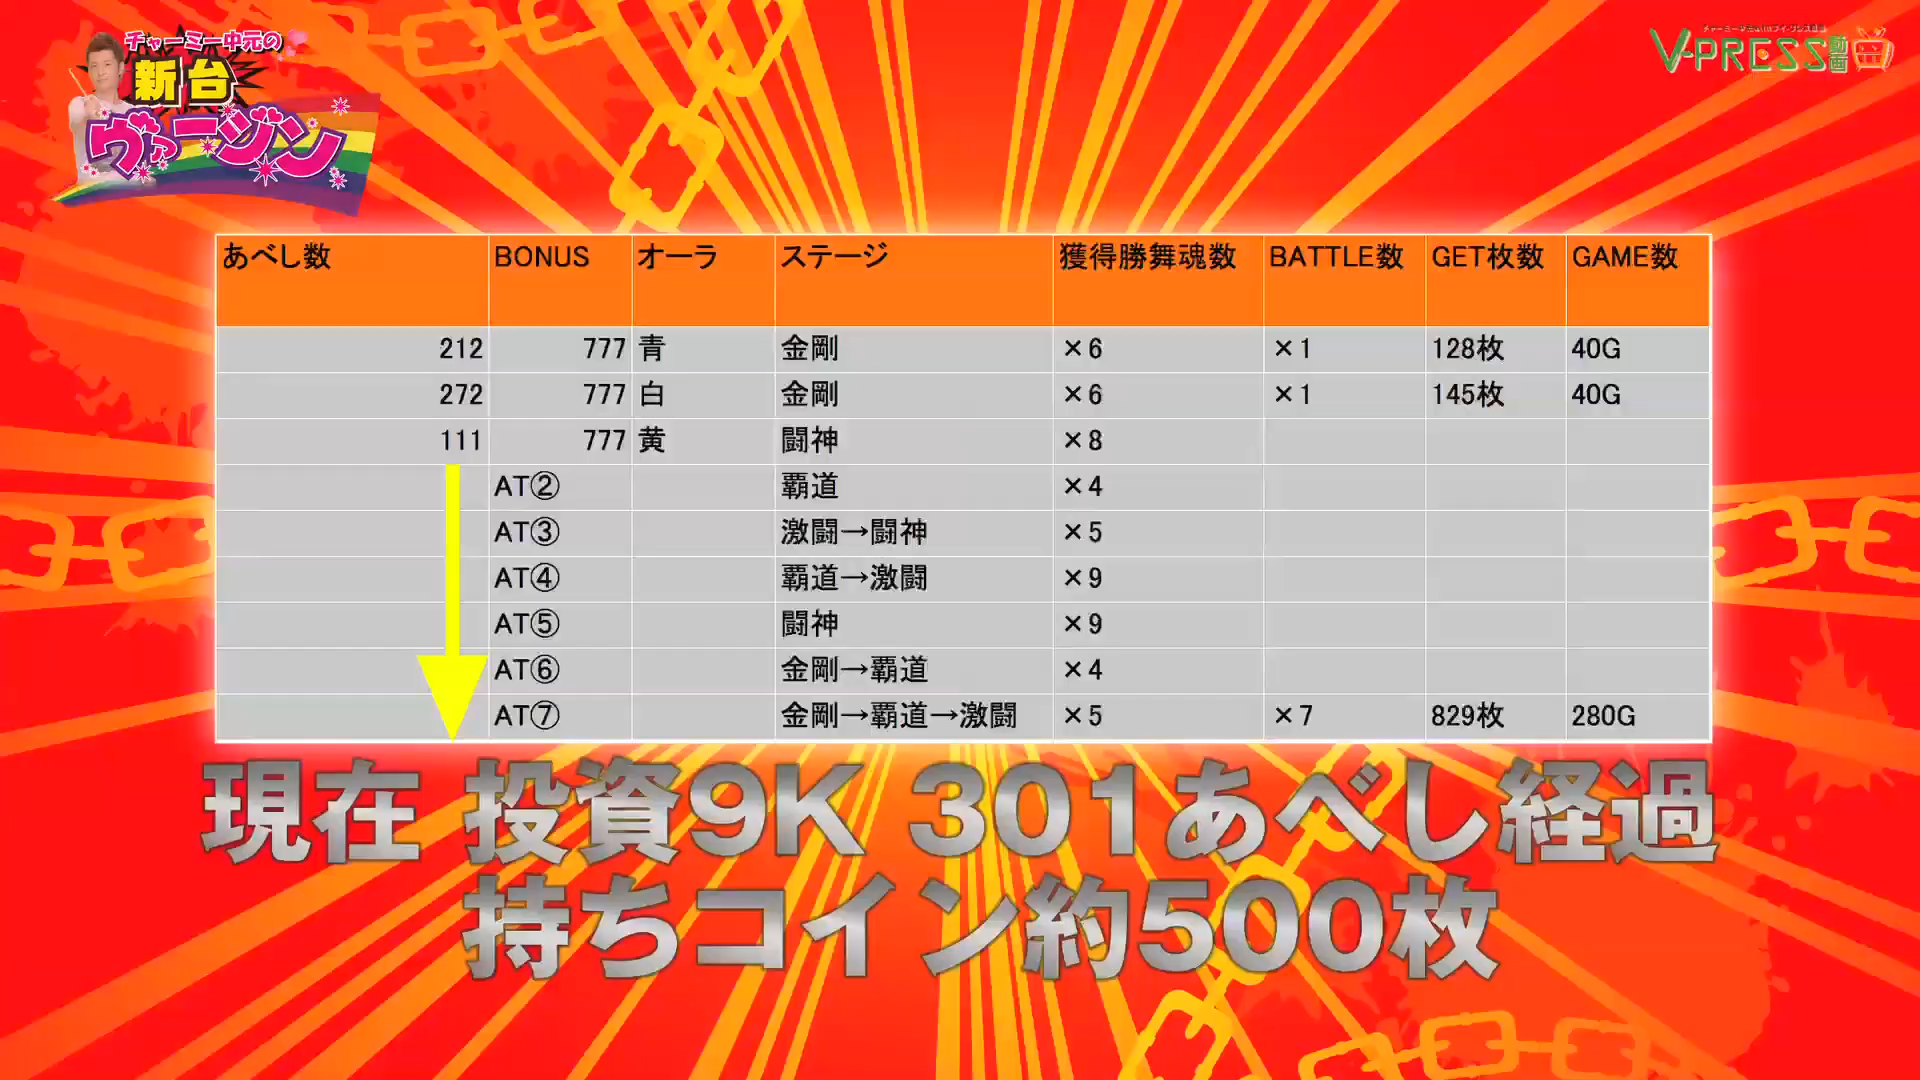 チャーミー中元の
新台
ヴァージン
V-PRESS動画
あべし数 BONUS オーラ ステージ 獲得勝舞魂数 BATTLE数 GET枚数 GAME数
212 777 青 金剛 ×6 ×1 128枚 40G
272 777 白 金剛 ×6 ×1 145枚 40G
111 777 黄 闘神 ×8
AT② 覇道 ×4
AT③ 激闘→闘神 ×5
AT④ 覇道→激闘 ×9
AT⑤ 闘神 ×9
AT⑥ 金剛→覇道 ×4
AT⑦ 金剛→覇道→激闘 ×5 ×7 829枚 280G
現在 投資9K 301あべし経過
持ちコイン約500枚